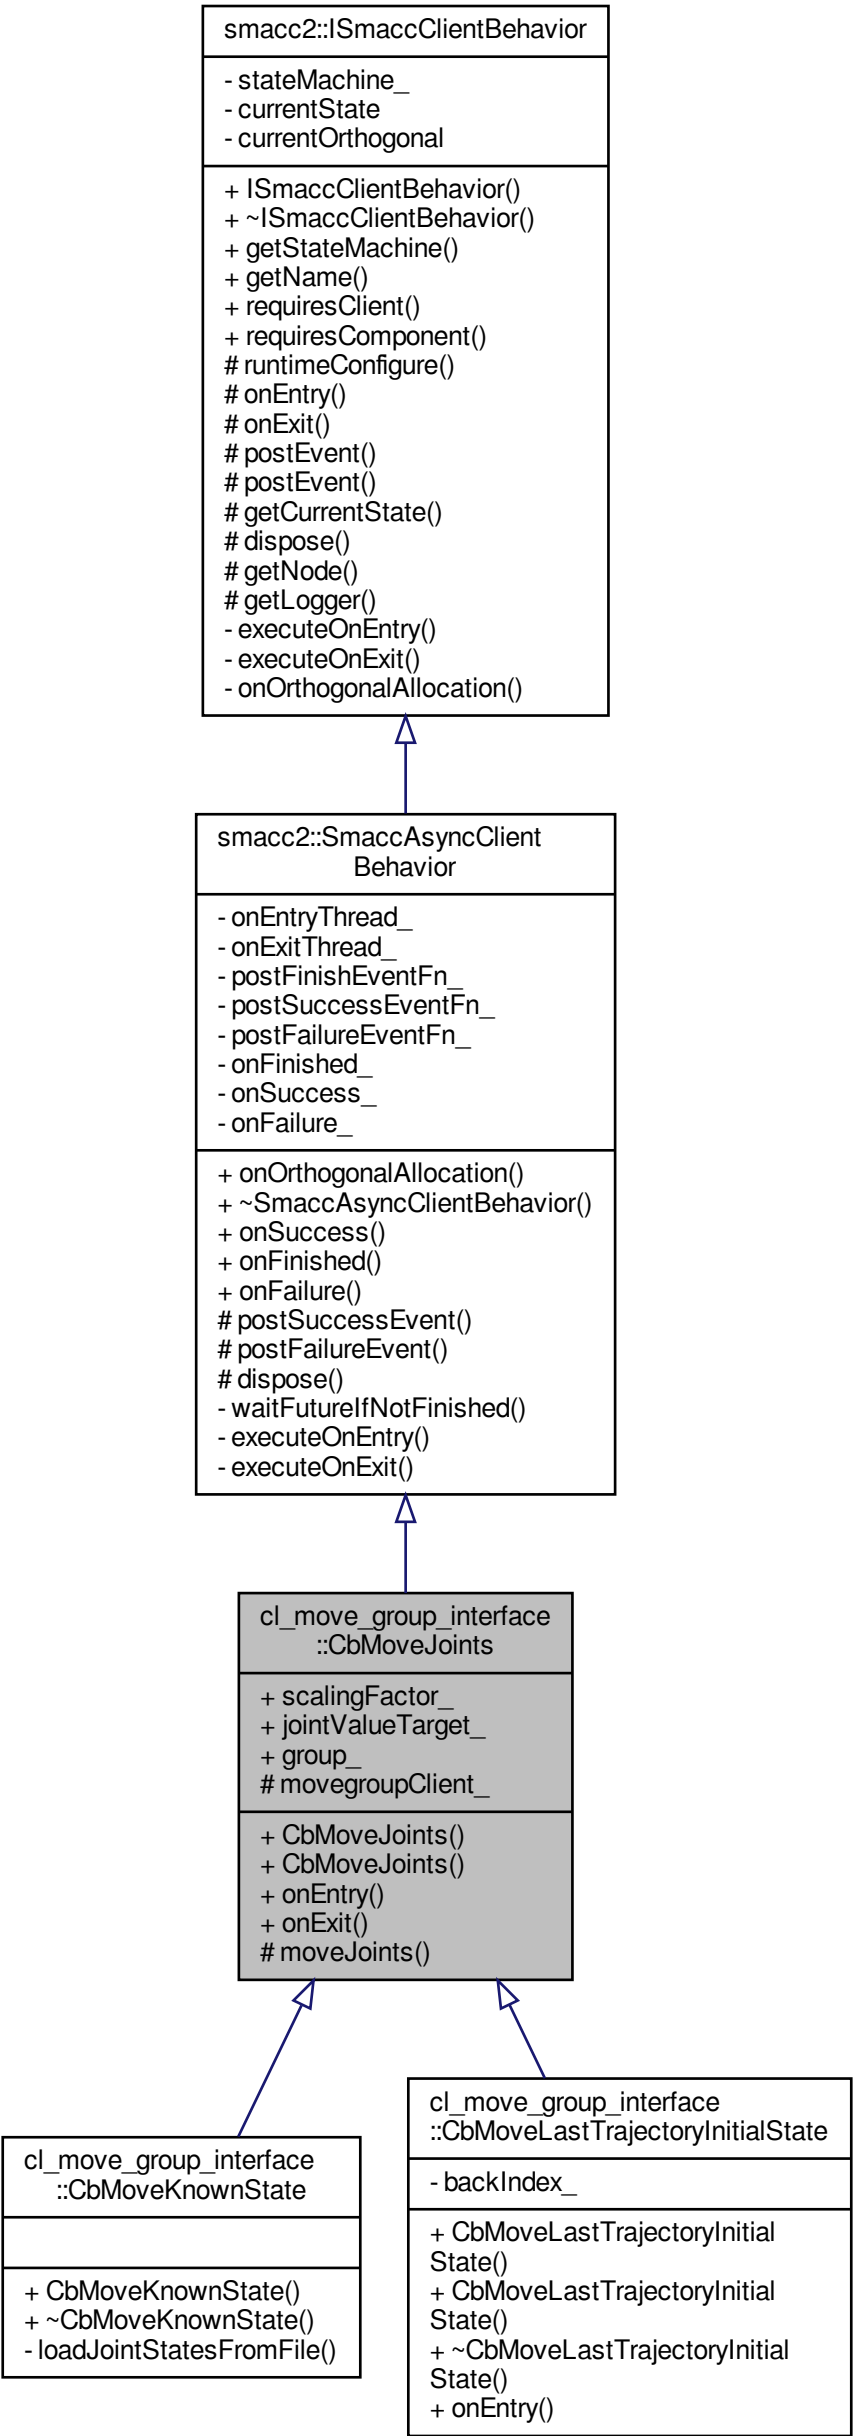 smacc2::ISmaccClientBehavior
- stateMachine_
- currentState
- currentOrthogonal
+ ISmaccClientBehavior()
+ ~ISmaccClientBehavior()
+ getStateMachine()
+ getName()
+ requiresClient()
+ requiresComponent()
# runtimeConfigure()
# onEntry()
# onExit()
# postEvent()
# postEvent()
# getCurrentState()
# dispose()
# getNode()
# getLogger()
- executeOnEntry()
- executeOnExit()
- onOrthogonalAllocation()
smacc2::SmaccAsyncClient
Behavior
- onEntryThread_
- onExitThread_
- postFinishEventFn_
- postSuccessEventFn_
- postFailureEventFn_
- onFinished_
- onSuccess_
- onFailure_
+ onOrthogonalAllocation()
+ ~SmaccAsyncClientBehavior()
+ onSuccess()
+ onFinished()
+ onFailure()
# postSuccessEvent()
# postFailureEvent()
# dispose()
- waitFutureIfNotFinished()
- executeOnEntry()
- executeOnExit()
cl_move_group_interface
::CbMoveJoints
+ scalingFactor_
+ jointValueTarget_
+ group_
# movegroupClient_
+ CbMoveJoints()
+ CbMoveJoints()
+ onEntry()
+ onExit()
# moveJoints()
cl_move_group_interface
::CbMoveKnownState
+ CbMoveKnownState()
+ ~CbMoveKnownState()
- loadJointStatesFromFile()
cl_move_group_interface
::CbMoveLastTrajectoryInitialState
- backIndex_
+ CbMoveLastTrajectoryInitial
State()
+ CbMoveLastTrajectoryInitial
State()
+ ~CbMoveLastTrajectoryInitial
State()
+ onEntry()